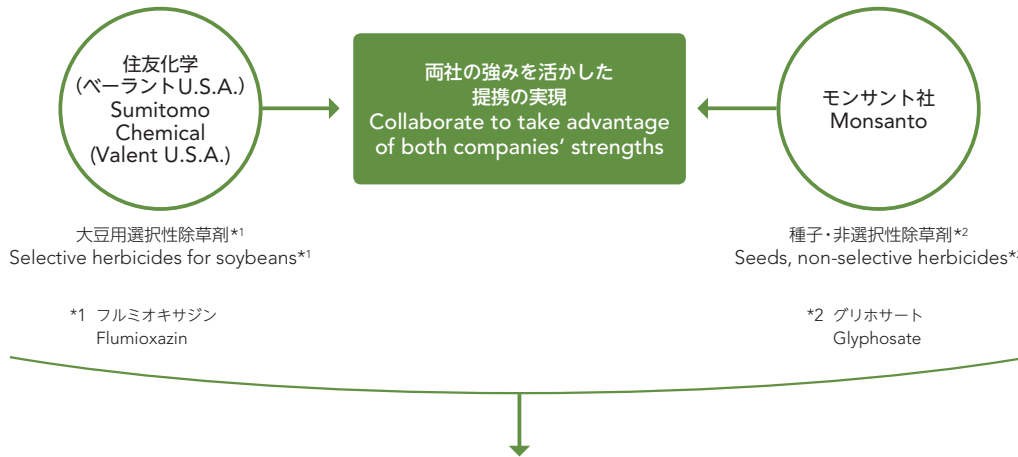 住友化学
(ベーラントU.S.A.)
Sumitomo
Chemical
(Valent U.S.A.)
両社の強みを活かした
提携の実現
Collaborate to take advantage
of both companies' strengths
モンサント社
Monsanto
大豆用選択性除草剤*1
Selective herbicides for soybeans*1
種子・非選択性除草剤*2
Seeds, non-selective herbicides*
*1 フルミオキサジン
Flumioxazin
*2 グリホサート
Glyphosate